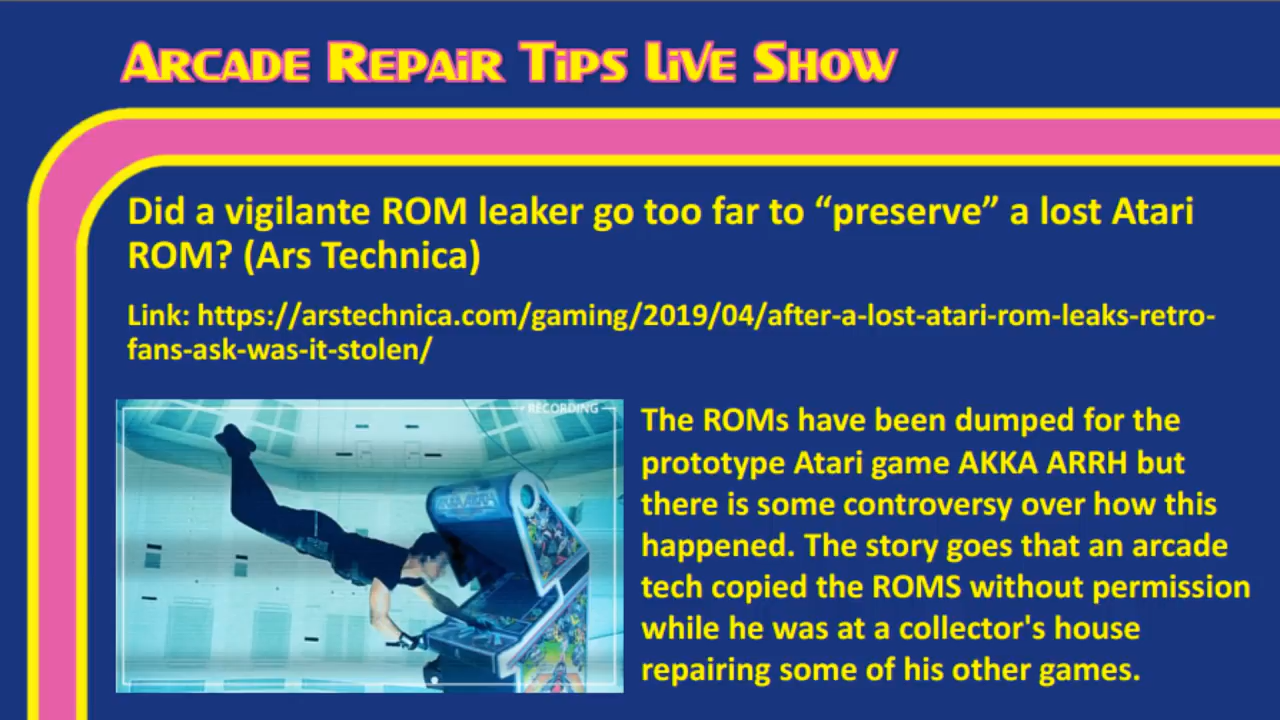 ARCADE REPAiR TiPS LiVE SHOW
Did a vigilante ROM leaker go too far to “preserve” a lost Atari
ROM? (Ars Technica)
Link: https://arstechnica.com/gaming/2019/04/after-a-lost-atari-rom-leaks-retro-
fans-ask-was-it-stolen/
RECORDING
AKKA ARRH
The ROMs have been dumped for the
prototype Atari game AKKA ARRH but
there is some controversy over how this
happened. The story goes that an arcade
tech copied the ROMS without permission
while he was at a collector's house
repairing some of his other games.